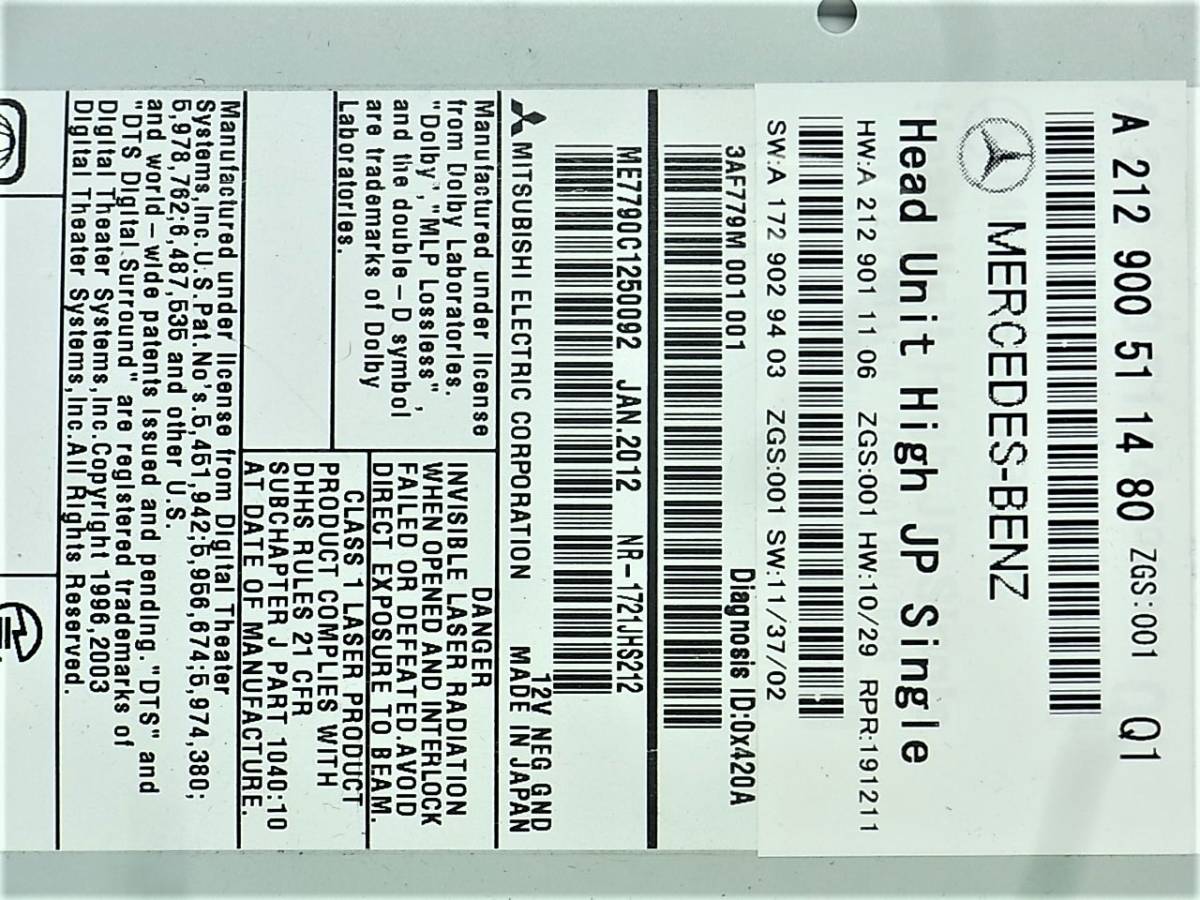 A 212 900 51 14 80 ZGS:001 Q1
MERCEDES-BENZ
Head Unit High JP Single
HW:A 212 901 11 06 ZGS:001 HW:10/29 RPR:191211
SW:A 172 902 94 03 ZGS:001 SW:11/37/02
3AF779M 001 001 Diagnosis ID:0x420A
ME7790C1250092 JAN.2012 NR-1721JHS212
12V NEG GND
MITSUBISHI ELECTRIC CORPORATION MADE IN JAPAN
Manufactured under license
from Dolby Laboratories.
"Dolby", "MLP Lossless",
and the double-D symbol
are trademarks of Dolby
Laboratories.
DANGER
INVISIBLE LASER RADIATION
WHEN OPENED AND INTERLOCK
FAILED OR DEFEATED.AVOID
DIRECT EXPOSURE TO BEAM.
CLASS 1 LASER PRODUCT
PRODUCT COMPLIES WITH
DHHS RULES 21 CFR
SUBCHAPTER J PART 1040:10
AT DATE OF MANUFACTURE.
Manufactured under license from Digital Theater
Systems,Inc.U.S.Pat.No's.5,451,942;5,956,674;5,974,380;
5,978,762;6,487,535 and other U.S.
and world-wide patents issued and pending."DTS" and
"DTS Digital Surround" are registered trademarks of
Digital Theater Systems,Inc.Copyright 1996,2003
Digital Theater Systems,Inc.All Rights Reserved.